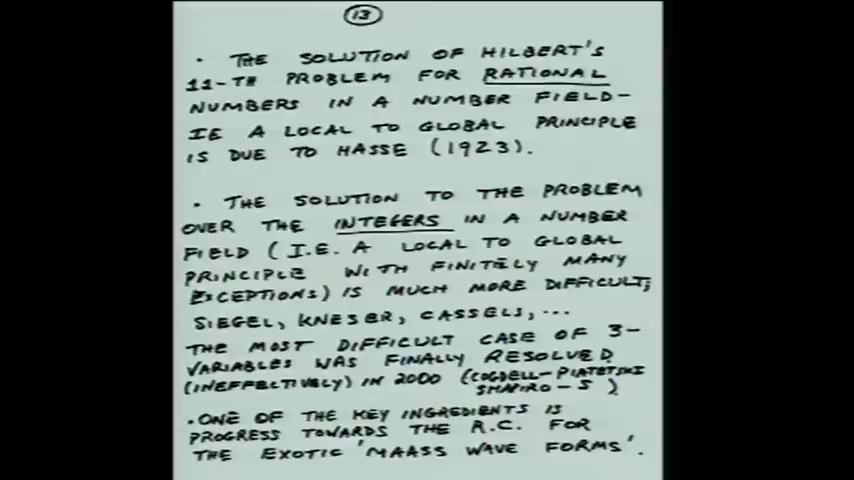 13
· THE SOLUTION OF HILBERT'S
11-TH PROBLEM FOR RATIONAL
NUMBERS IN A NUMBER FIELD-
IE A LOCAL TO GLOBAL PRINCIPLE
IS DUE TO HASSE (1923).
· THE SOLUTION TO THE PROBLEM
OVER THE INTEGERS IN A NUMBER
FIELD (I.E. A LOCAL TO GLOBAL
PRINCIPLE WITH FINITELY MANY
EXCEPTIONS) IS MUCH MORE DIFFICULT;
SIEGEL, KNESER, CASSELS, ...
THE MOST DIFFICULT CASE OF 3-
VARIABLES WAS FINALLY RESOLVED
(INEFFECTIVELY) IN 2000 (COGDELL-PIATETSKI
SHAPIRO-S)
· ONE OF THE KEY INGREDIENTS IS
PROGRESS TOWARDS THE R.C. FOR
THE EXOTIC 'MAASS WAVE FORMS'.